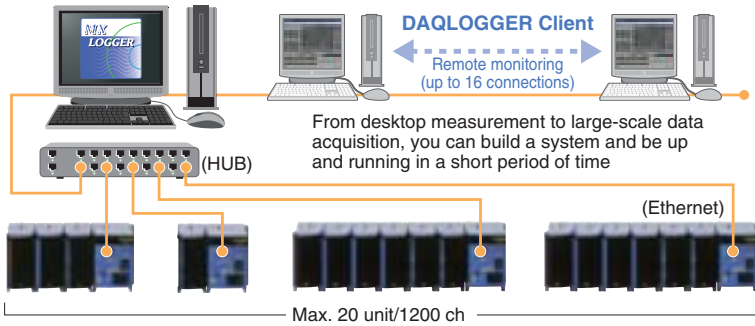 MX
LOGGER
DAQLOGGER Client
Remote monitoring
(up to 16 connections)
From desktop measurement to large-scale data
acquisition, you can build a system and be up
and running in a short period of time
(HUB)
(Ethernet)
Max. 20 unit/1200 ch